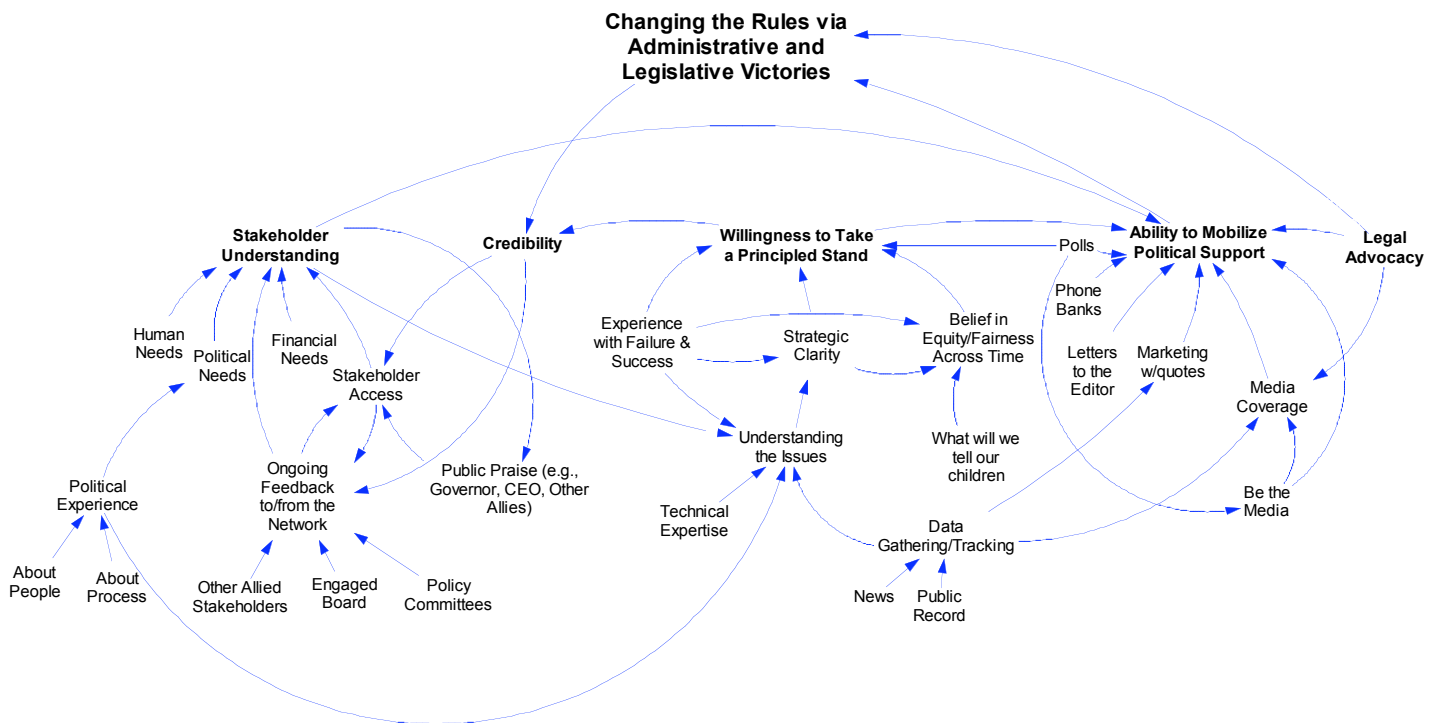 Changing the Rules via
Administrative and
Legislative Victories
Stakeholder
Understanding
Credibility
Willingness to Take
a Principled Stand
Polls
Ability to Mobilize
Political Support
Legal
Advocacy
Human
Needs
Political
Needs
Financial
Needs
Stakeholder
Access
Experience
with Failure &
Success
Strategic
Clarity
Belief in
Equity/Fairness
Across Time
Phone
Banks
Letters
to the
Editor
Marketing
w/quotes
Media
Coverage
Political
Experience
Ongoing
Feedback
to/from the
Network
Public Praise (e.g.,
Governor, CEO, Other
Allies)
Understanding
the Issues
What will we
tell our
children
Technical
Expertise
Data
Gathering/Tracking
Be the
Media
About
People
About
Process
Other Allied
Stakeholders
Engaged
Board
Policy
Committees
News
Public
Record